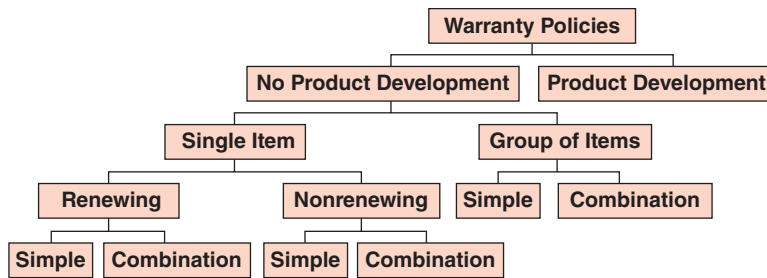 Warranty Policies
No Product Development
Product Development
Single Item
Group of Items
Renewing
Nonrenewing
Simple
Combination
Simple
Combination
Simple
Combination